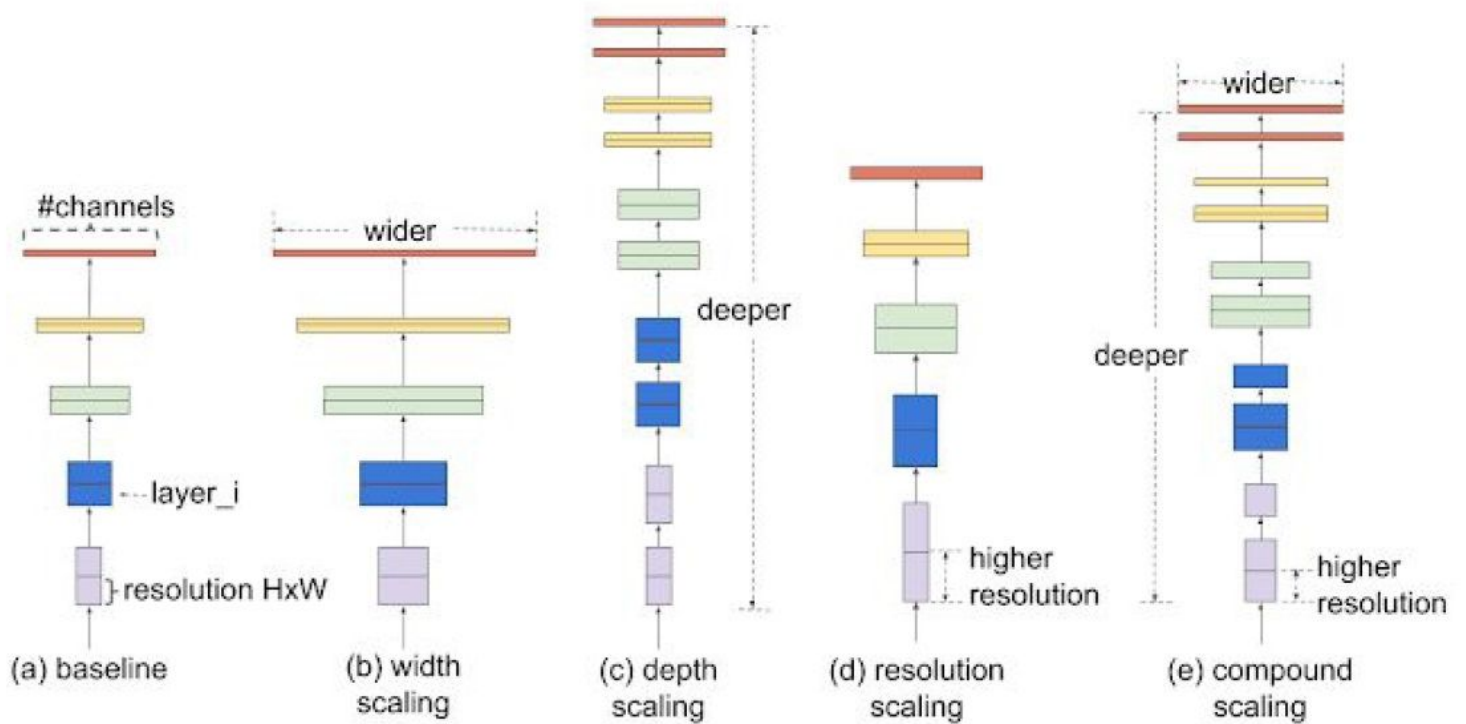 #channels
layer_i
resolution HxW
(a) baseline
wider
(b) width
scaling
deeper
(c) depth
scaling
higher
resolution
(d) resolution
scaling
wider
deeper
higher
resolution
(e) compound
scaling